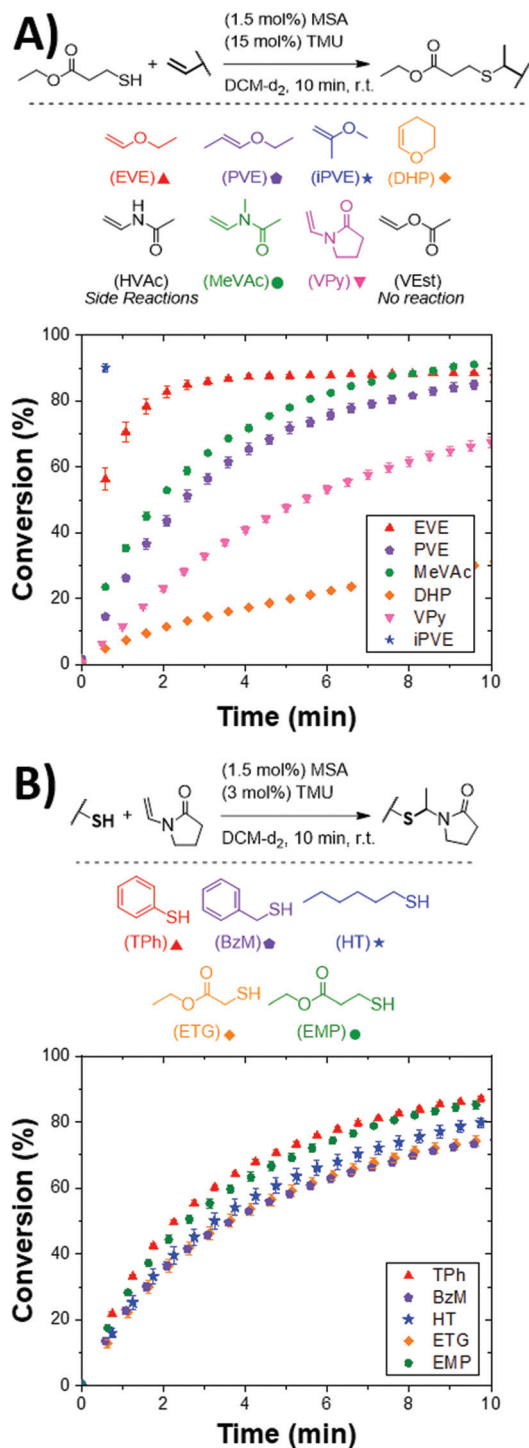 A)
(1.5 mol%) MSA
(15 mol%) TMU
O
O
SH
+
O
O
S
DCM-d₂, 10 min, r.t.
O
O
O
O
(EVE)▲ (PVE)⬟ (iPVE)★ (DHP)◆
H
N
O
N
O
O
N
O
O
(HVAc) (MeVAc)● (VPy)▼ (VEst)
Side Reactions No reaction
100
80
60
40
20
0
Conversion (%)
EVE
PVE
MeVAc
DHP
VPy
iPVE
0 2 4 6 8 10
Time (min)
B)
(1.5 mol%) MSA
(3 mol%) TMU
SH
+
O
N
S
N
O
DCM-d₂, 10 min, r.t.
SH
SH
SH
(TPh)▲ (BzM)⬟ (HT)★
O
O
SH
O
O
SH
(ETG)◆ (EMP)●
100
80
60
40
20
0
Conversion (%)
TPh
BzM
HT
ETG
EMP
0 2 4 6 8 10
Time (min)